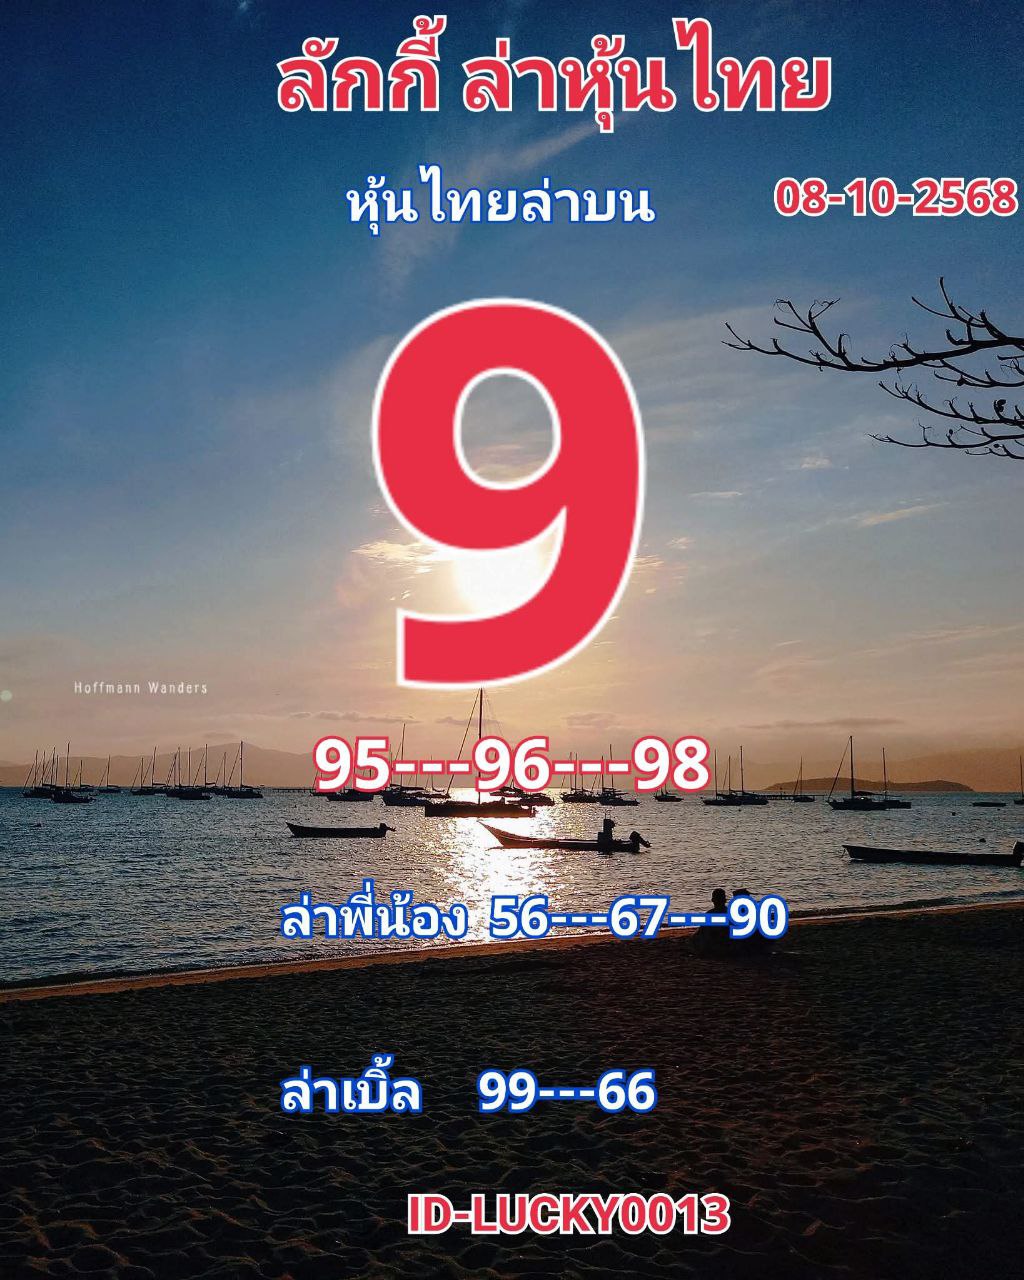 ลักกี้ ล่าหุ้นไทย
หุ้นไทยล่าบน 08-10-2568
9
Hoffmann Wanders
95---96---98
ล่าพี่น้อง 56---67---90
ล่าเบิ้ล 99---66
ID-LUCKY0013